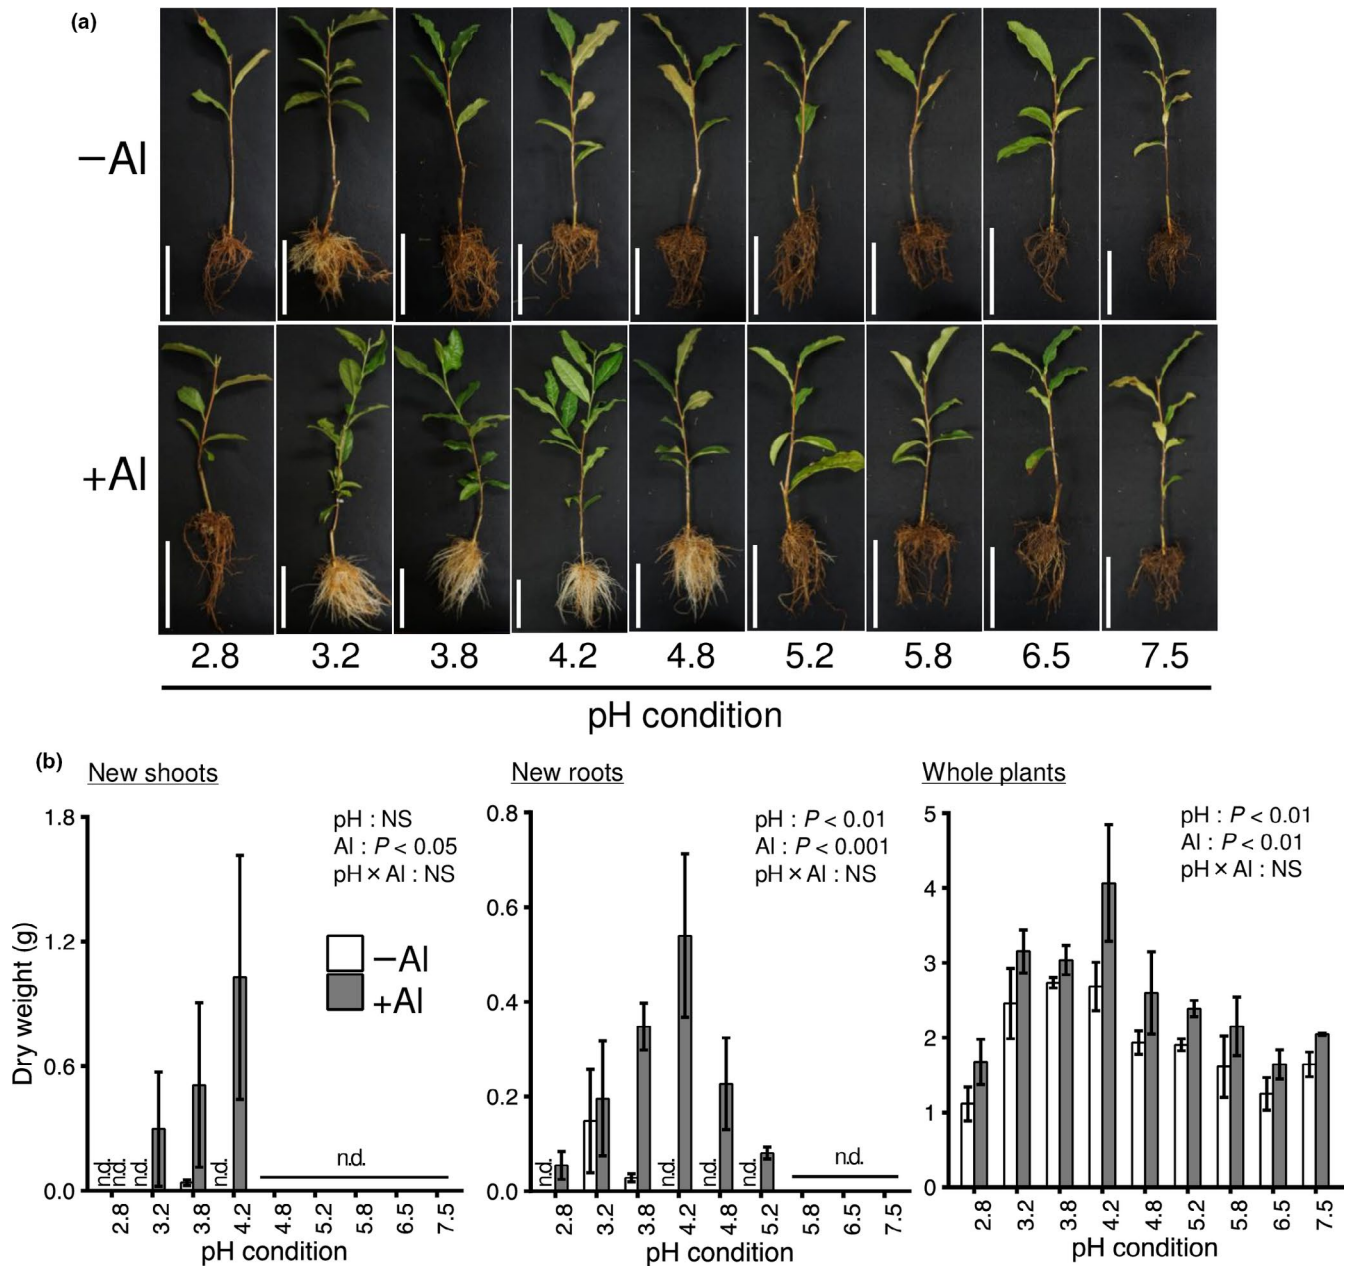 (a)
−Al
+Al
2.8 3.2 3.8 4.2 4.8 5.2 5.8 6.5 7.5
pH condition
(b)
New shoots
New roots
Whole plants
Dry weight (g)
1.8
1.2
0.6
0.0
pH : NS
Al : P < 0.05
pH × Al : NS
−Al
+Al
n.d. n.d. n.d. n.d. n.d.
2.8 3.2 3.8 4.2 4.8 5.2 5.8 6.5 7.5
pH condition
0.8
0.6
0.4
0.2
0.0
pH : P < 0.01
Al : P < 0.001
pH × Al : NS
n.d. n.d. n.d. n.d. n.d.
2.8 3.2 3.8 4.2 4.8 5.2 5.8 6.5 7.5
pH condition
5
4
3
2
1
0
pH : P < 0.01
Al : P < 0.01
pH × Al : NS
2.8 3.2 3.8 4.2 4.8 5.2 5.8 6.5 7.5
pH condition